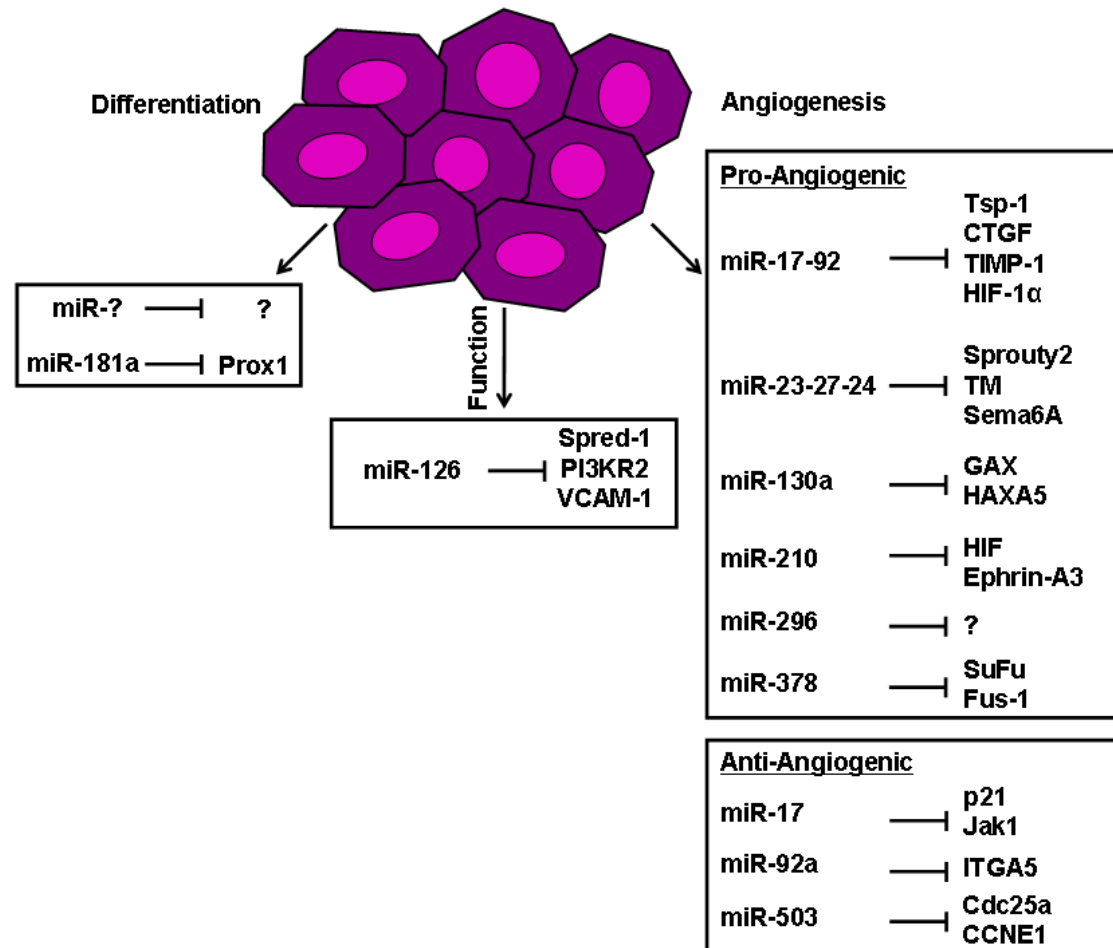 Differentiation
Angiogenesis
miR-? ?
miR-181a Prox1
Function
miR-126
Spred-1
PI3KR2
VCAM-1
Pro-Angiogenic
miR-17-92
Tsp-1
CTGF
TIMP-1
HIF-1α
miR-23-27-24
Sprouty2
TM
Sema6A
miR-130a
GAX
HAXA5
miR-210
HIF
Ephrin-A3
miR-296 ?
miR-378
SuFu
Fus-1
Anti-Angiogenic
miR-17
p21
Jak1
miR-92a ITGA5
miR-503
Cdc25a
CCNE1